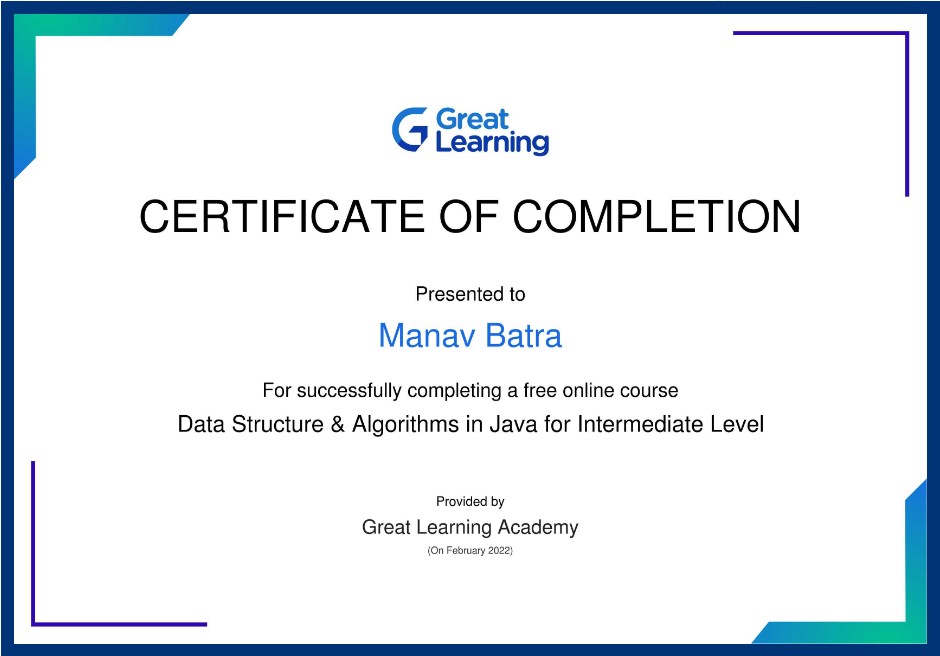 Great
Learning
CERTIFICATE OF COMPLETION
Presented to
Manav Batra
For successfully completing a free online course
Data Structure & Algorithms in Java for Intermediate Level
Provided by
Great Learning Academy
(On February 2022)